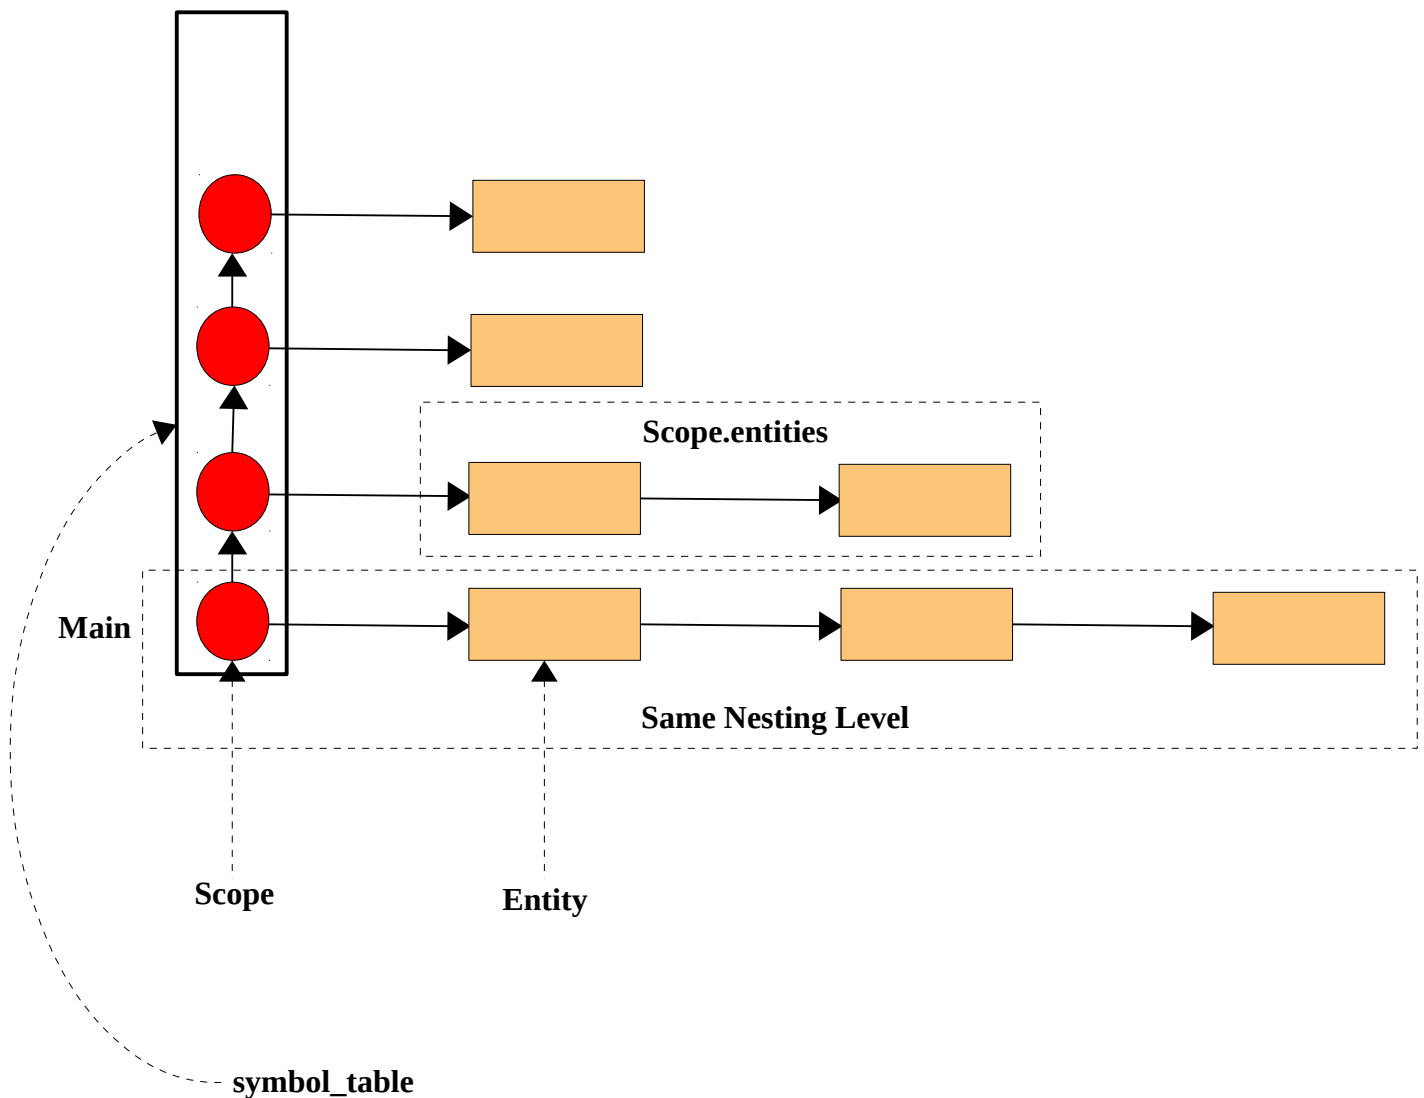 Scope.entities
Main
Same Nesting Level
Scope
Entity
symbol_table